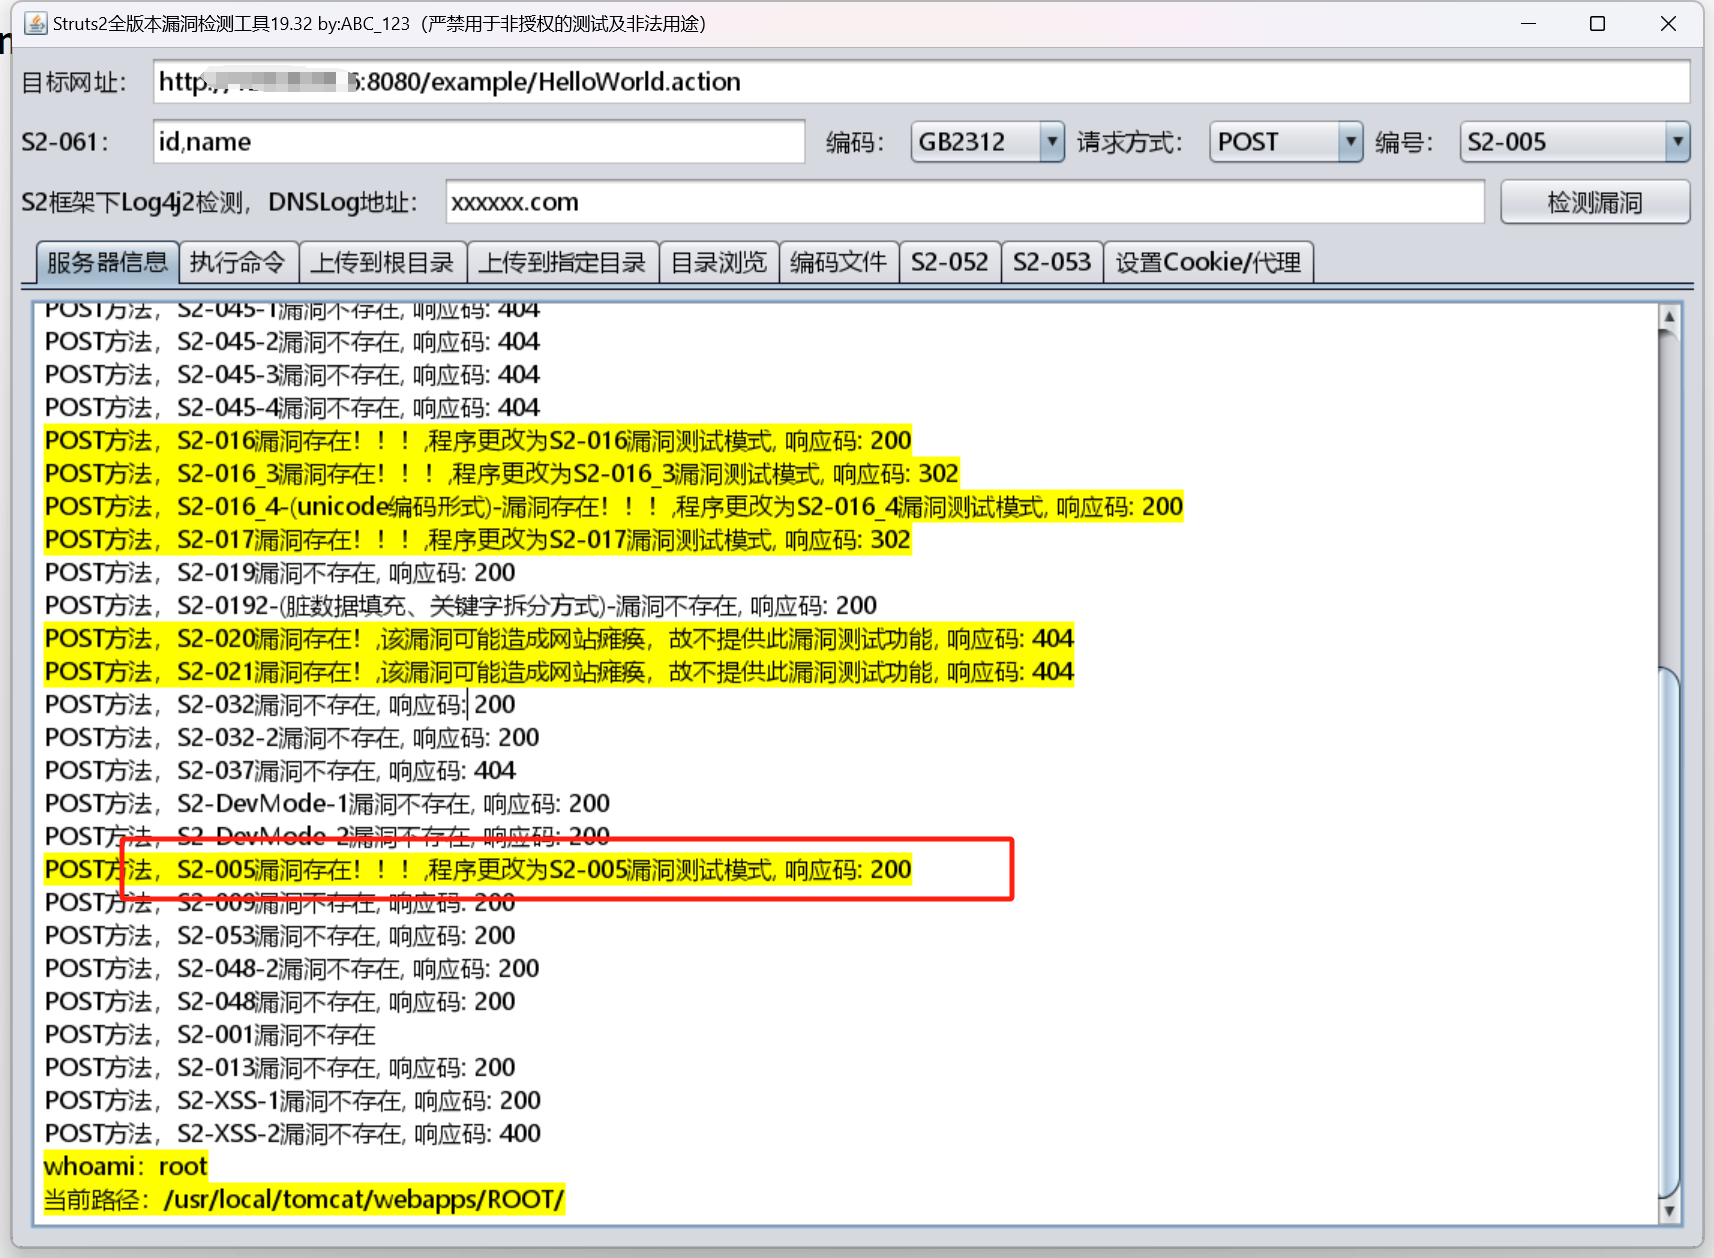 Struts2全版本漏洞检测工具19.32 by:ABC_123（严禁用于非授权的测试及非法用途）
目标网址： http://:8080/example/HelloWorld.action
S2-061： id,name 编码： GB2312 请求方式： POST 编号： S2-005
S2框架下Log4j2检测，DNSLog地址： xxxxxx.com 检测漏洞
服务器信息 执行命令 上传到根目录 上传到指定目录 目录浏览 编码文件 S2-052 S2-053 设置Cookie/代理
POST方法，S2-045-1漏洞不存在, 响应码: 404
POST方法，S2-045-2漏洞不存在, 响应码: 404
POST方法，S2-045-3漏洞不存在, 响应码: 404
POST方法，S2-045-4漏洞不存在, 响应码: 404
POST方法，S2-016漏洞存在！！！,程序更改为S2-016漏洞测试模式, 响应码: 200
POST方法，S2-016_3漏洞存在！！！,程序更改为S2-016_3漏洞测试模式, 响应码: 302
POST方法，S2-016_4-(unicode编码形式)-漏洞存在！！！,程序更改为S2-016_4漏洞测试模式, 响应码: 200
POST方法，S2-017漏洞存在！！！,程序更改为S2-017漏洞测试模式, 响应码: 302
POST方法，S2-019漏洞不存在, 响应码: 200
POST方法，S2-0192-(脏数据填充、关键字拆分方式)-漏洞不存在, 响应码: 200
POST方法，S2-020漏洞存在！,该漏洞可能造成网站瘫痪，故不提供此漏洞测试功能, 响应码: 404
POST方法，S2-021漏洞存在！,该漏洞可能造成网站瘫痪，故不提供此漏洞测试功能, 响应码: 404
POST方法，S2-032漏洞不存在, 响应码: 200
POST方法，S2-032-2漏洞不存在, 响应码: 200
POST方法，S2-037漏洞不存在, 响应码: 404
POST方法，S2-DevMode-1漏洞不存在, 响应码: 200
POST方法，S2-DevMode-2漏洞不存在, 响应码: 200
POST方法，S2-005漏洞存在！！！,程序更改为S2-005漏洞测试模式, 响应码: 200
POST方法，S2-009漏洞不存在, 响应码: 200
POST方法，S2-053漏洞不存在, 响应码: 200
POST方法，S2-048-2漏洞不存在, 响应码: 200
POST方法，S2-048漏洞不存在, 响应码: 200
POST方法，S2-001漏洞不存在
POST方法，S2-013漏洞不存在, 响应码: 200
POST方法，S2-XSS-1漏洞不存在, 响应码: 200
POST方法，S2-XSS-2漏洞不存在, 响应码: 400
whoami：root
当前路径：/usr/local/tomcat/webapps/ROOT/